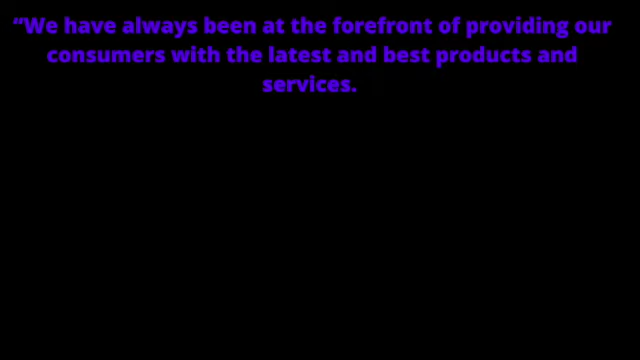 “We have always been at the forefront of providing our
consumers with the latest and best products and
services.